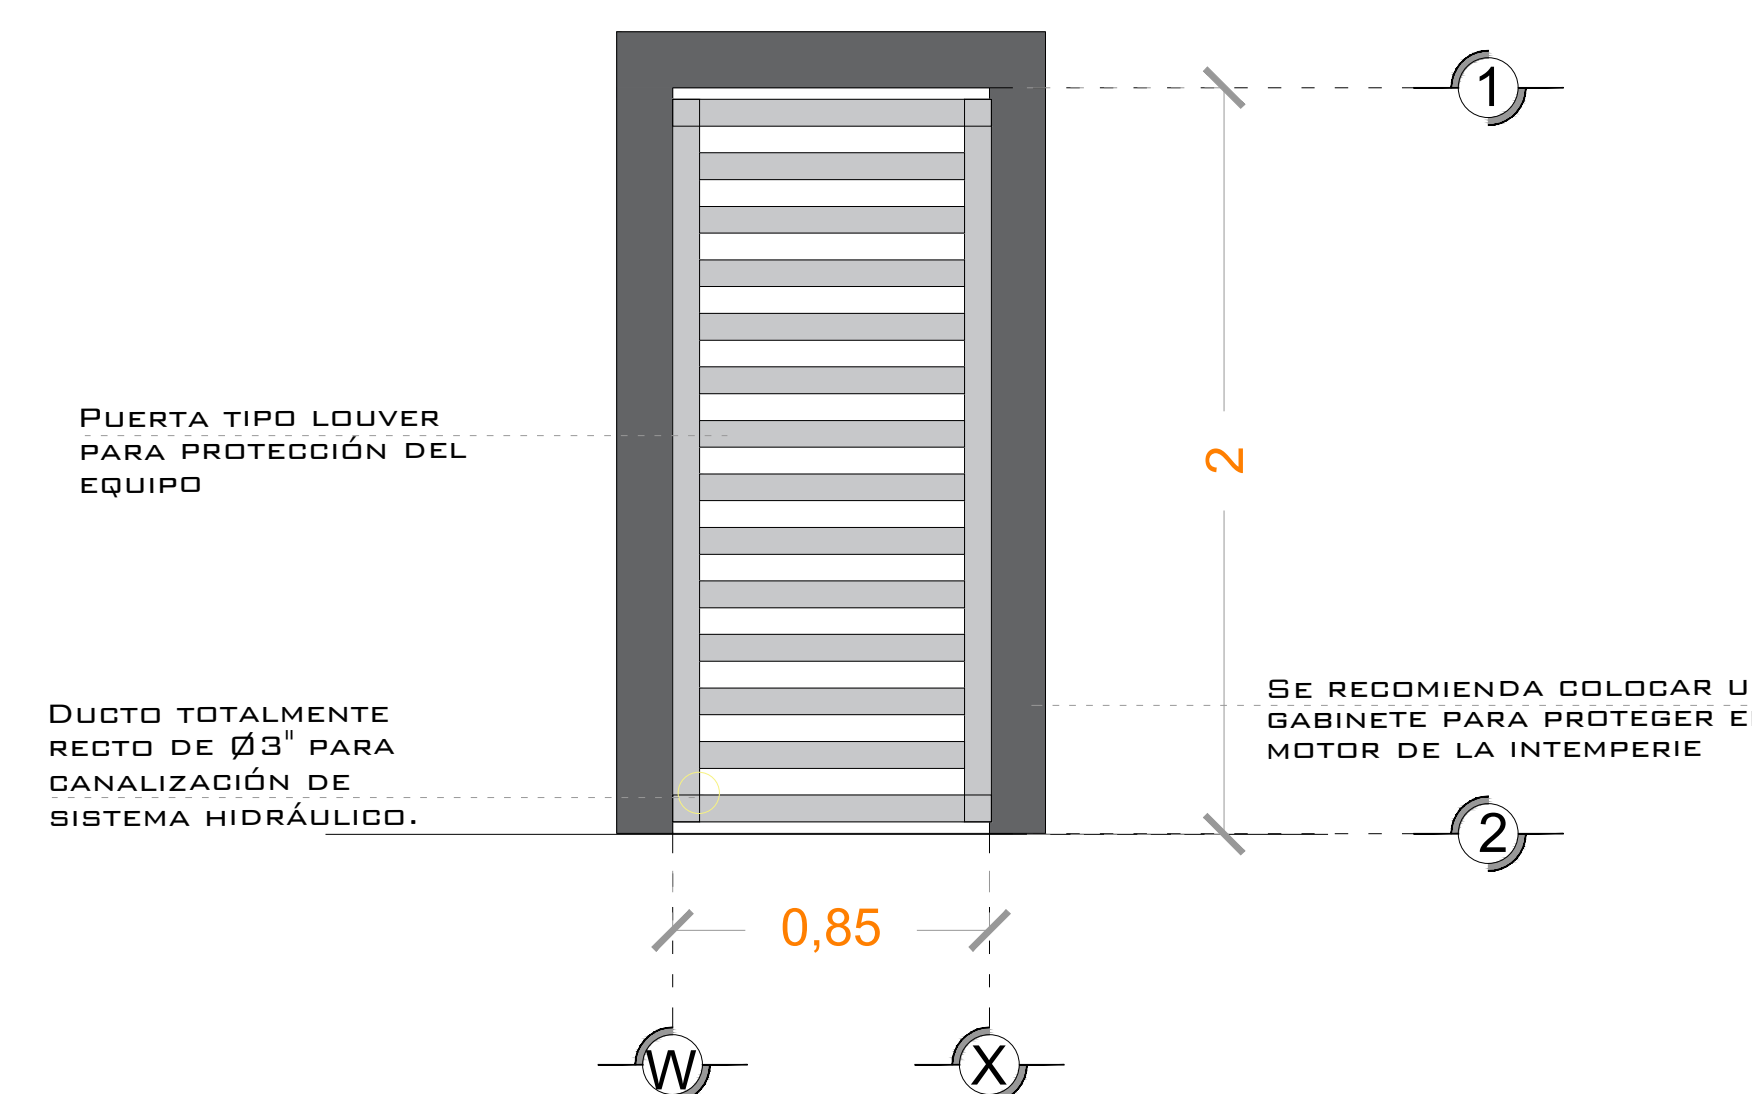 1
PUERTA TIPO LOUVER
PARA PROTECCIÓN DEL
EQUIPO
2
DUCTO TOTALMENTE
RECTO DE Ø3" PARA
CANALIZACIÓN DE
SISTEMA HIDRÁULICO.
SE RECOMIENDA COLOCAR U
GABINETE PARA PROTEGER E
MOTOR DE LA INTEMPERIE
2
0,85
W
X